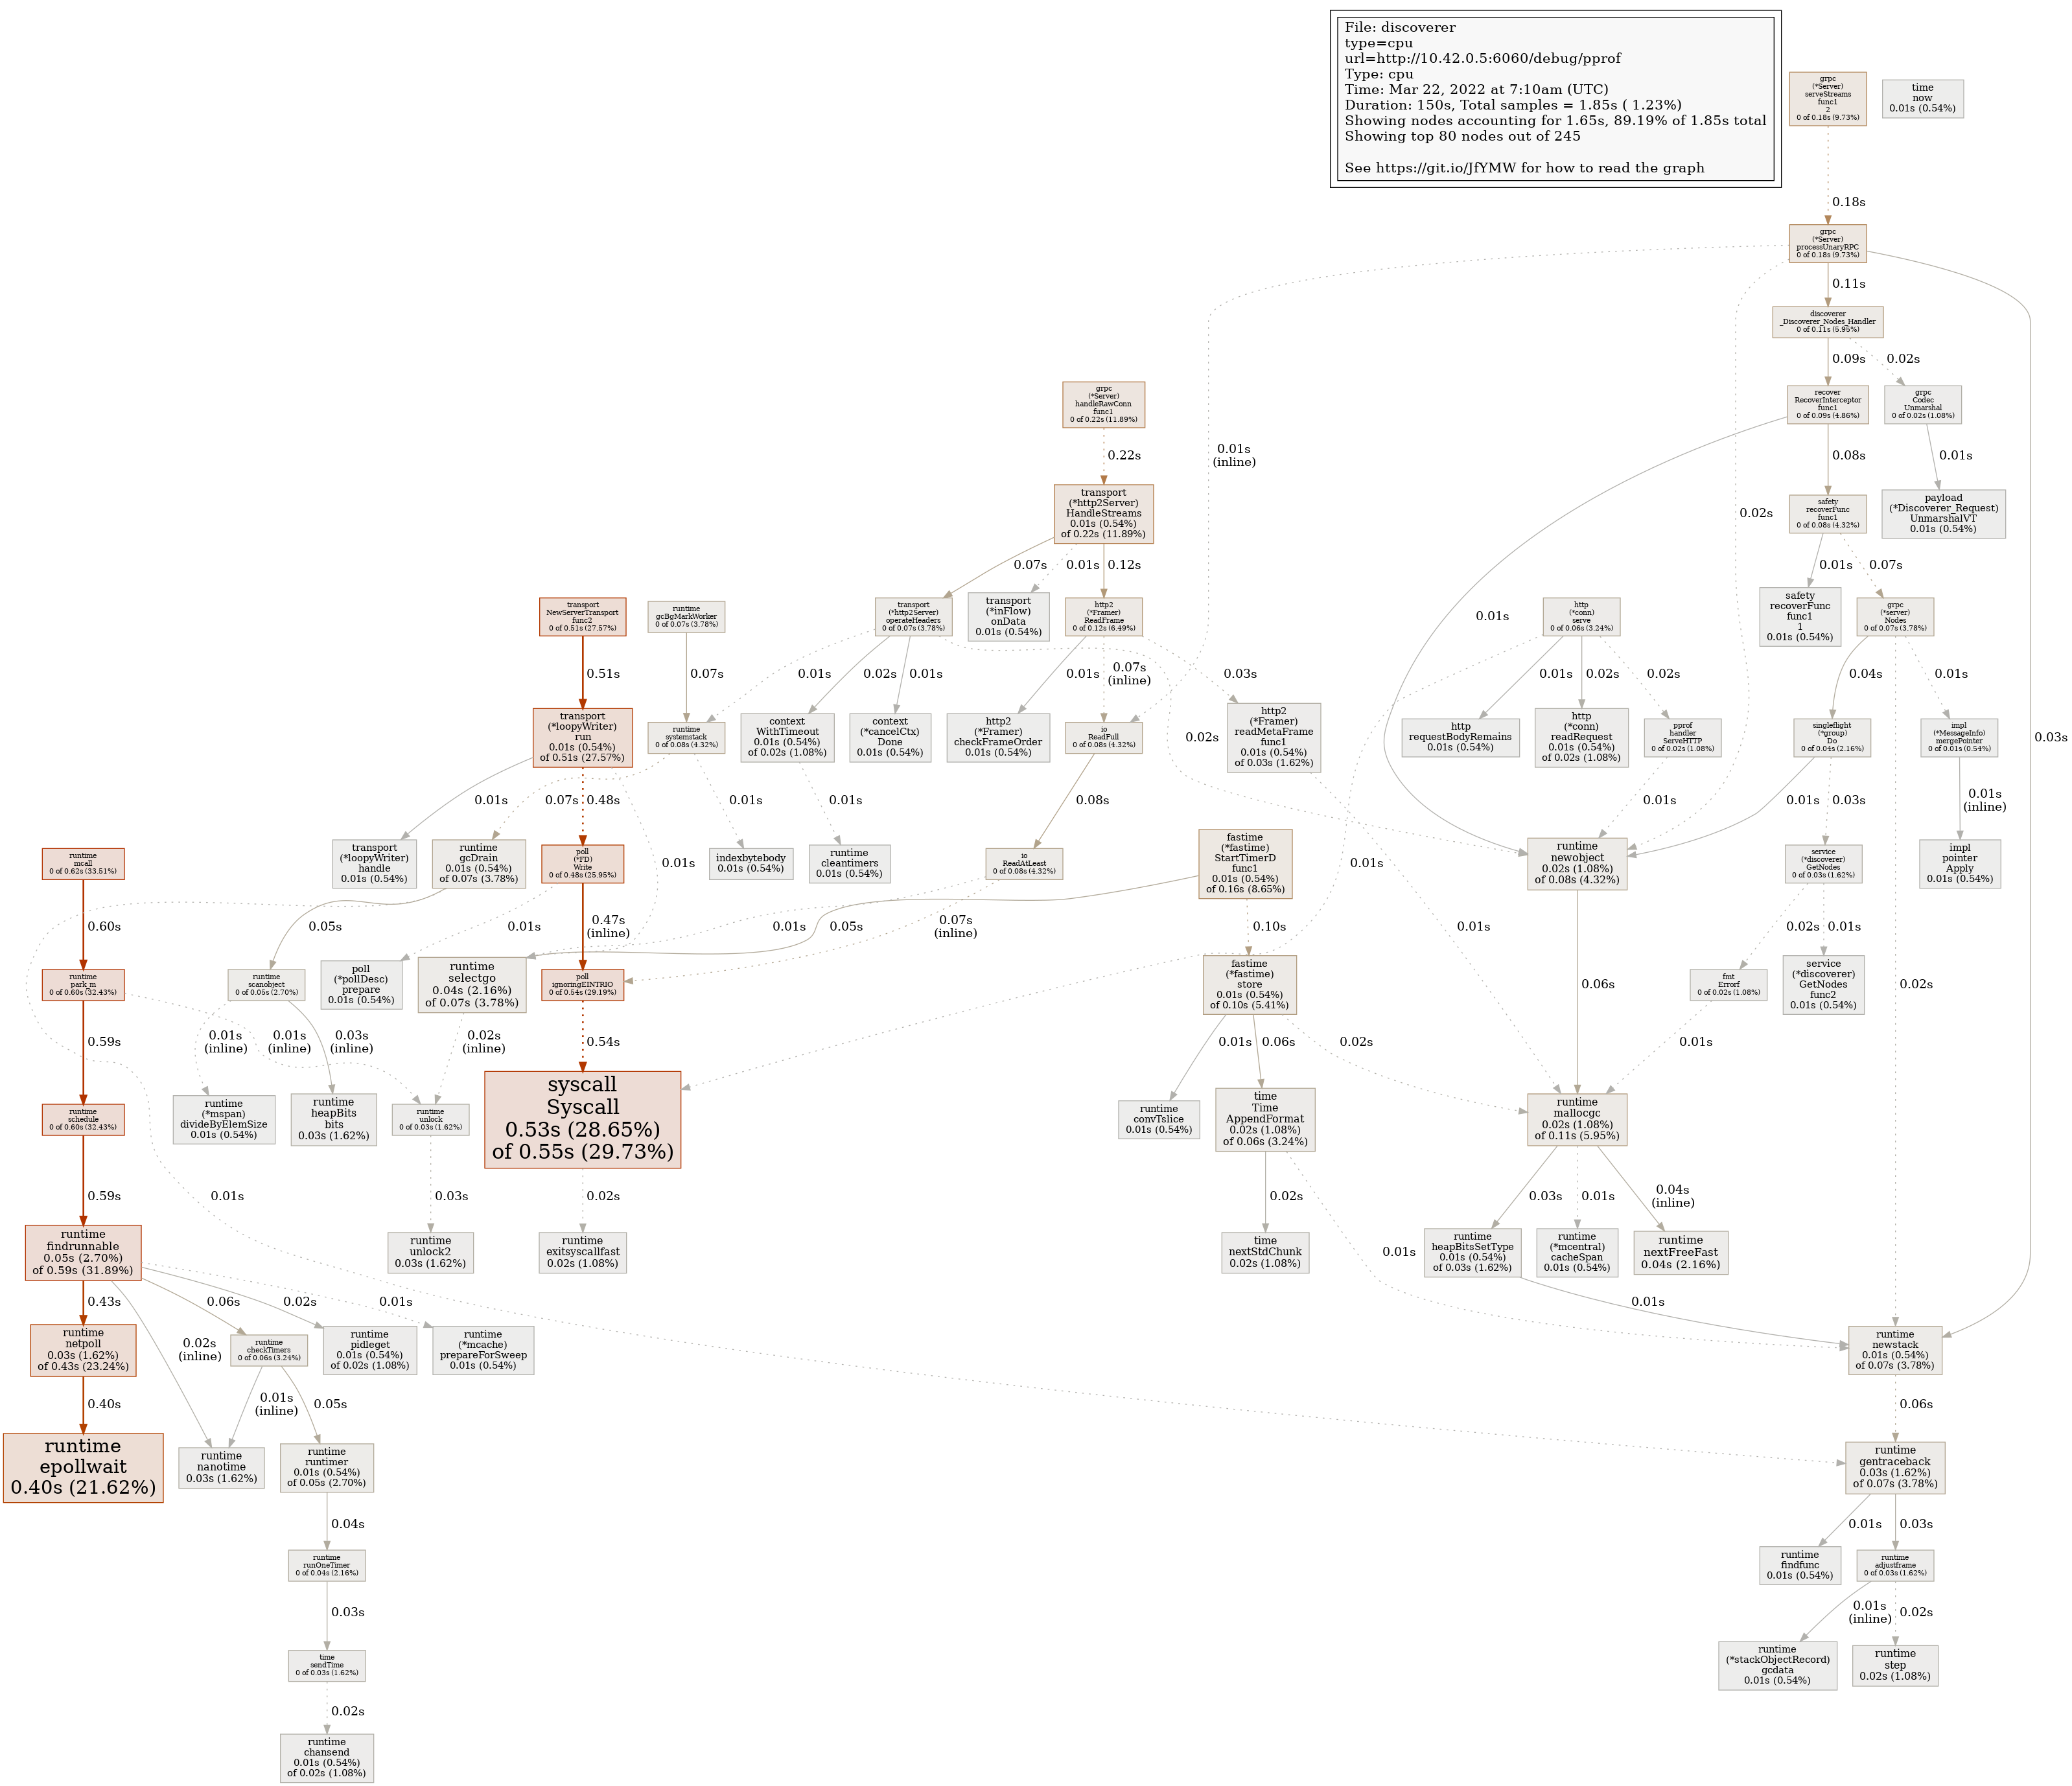 File: discoverer
type=cpu
url=http://10.42.0.5:6060/debug/pprof
Type: cpu
Time: Mar 22, 2022 at 7:10am (UTC)
Duration: 150s, Total samples = 1.85s ( 1.23%)
Showing nodes accounting for 1.65s, 89.19% of 1.85s total
Showing top 80 nodes out of 245
See https://git.io/JfYMW for how to read the graph
grpc
(*Server)
serveStreams
func1
2
0 of 0.18s (9.73%)
time
now
0.01s (0.54%)
0.18s
grpc
(*Server)
processUnaryRPC
0 of 0.18s (9.73%)
0.11s
discoverer
_Discoverer_Nodes_Handler
0 of 0.11s (5.95%)
0.09s
0.02s
grpc
(*Server)
handleRawConn
func1
0 of 0.22s (11.89%)
recover
RecoverInterceptor
func1
0 of 0.09s (4.86%)
grpc
Codec
Unmarshal
0 of 0.02s (1.08%)
0.22s
0.01s
(inline)
0.08s
0.01s
transport
(*http2Server)
HandleStreams
0.01s (0.54%)
of 0.22s (11.89%)
0.02s
safety
recoverFunc
func1
0 of 0.08s (4.32%)
payload
(*Discoverer_Request)
UnmarshalVT
0.01s (0.54%)
0.07s
0.01s
0.12s
0.01s
0.07s
transport
NewServerTransport
func2
0 of 0.51s (27.57%)
runtime
gcBgMarkWorker
0 of 0.07s (3.78%)
transport
(*http2Server)
operateHeaders
0 of 0.07s (3.78%)
transport
(*inFlow)
onData
0.01s (0.54%)
http2
(*Framer)
ReadFrame
0 of 0.12s (6.49%)
0.01s
http
(*conn)
serve
0 of 0.06s (3.24%)
safety
recoverFunc
func1
1
0.01s (0.54%)
grpc
(*server)
Nodes
0 of 0.07s (3.78%)
0.51s
0.07s
0.01s
0.02s
0.01s
0.01s
0.07s
(inline)
0.03s
0.01s
0.02s
0.02s
0.04s
0.01s
transport
(*loopyWriter)
run
0.01s (0.54%)
of 0.51s (27.57%)
runtime
systemstack
0 of 0.08s (4.32%)
context
WithTimeout
0.01s (0.54%)
of 0.02s (1.08%)
context
(*cancelCtx)
Done
0.01s (0.54%)
http2
(*Framer)
checkFrameOrder
0.01s (0.54%)
io
ReadFull
0 of 0.08s (4.32%)
0.02s
http2
(*Framer)
readMetaFrame
func1
0.01s (0.54%)
of 0.03s (1.62%)
http
requestBodyRemains
0.01s (0.54%)
http
(*conn)
readRequest
0.01s (0.54%)
of 0.02s (1.08%)
pprof
handler
ServeHTTP
0 of 0.02s (1.08%)
singleflight
(*group)
Do
0 of 0.04s (2.16%)
impl
(*MessageInfo)
mergePointer
0 of 0.01s (0.54%)
0.03s
0.01s
0.07s
0.48s
0.01s
0.01s
0.08s
0.01s
0.01s
0.03s
0.01s
(inline)
runtime
mcall
0 of 0.62s (33.51%)
transport
(*loopyWriter)
handle
0.01s (0.54%)
runtime
gcDrain
0.01s (0.54%)
of 0.07s (3.78%)
poll
(*FD)
Write
0 of 0.48s (25.95%)
0.01s
indexbytebody
0.01s (0.54%)
runtime
cleantimers
0.01s (0.54%)
io
ReadAtLeast
0 of 0.08s (4.32%)
fastime
(*fastime)
StartTimerD
func1
0.01s (0.54%)
of 0.16s (8.65%)
0.01s
runtime
newobject
0.02s (1.08%)
of 0.08s (4.32%)
service
(*discoverer)
GetNodes
0 of 0.03s (1.62%)
impl
pointer
Apply
0.01s (0.54%)
0.60s
0.05s
0.01s
0.47s
(inline)
0.01s
0.05s
0.07s
(inline)
0.10s
0.01s
0.02s
0.01s
runtime
park_m
0 of 0.60s (32.43%)
runtime
scanobject
0 of 0.05s (2.70%)
poll
(*pollDesc)
prepare
0.01s (0.54%)
runtime
selectgo
0.04s (2.16%)
of 0.07s (3.78%)
poll
ignoringEINTRIO
0 of 0.54s (29.19%)
fastime
(*fastime)
store
0.01s (0.54%)
of 0.10s (5.41%)
0.06s
fmt
Errorf
0 of 0.02s (1.08%)
service
(*discoverer)
GetNodes
func2
0.01s (0.54%)
0.02s
0.59s
0.01s
(inline)
0.01s
(inline)
0.03s
(inline)
0.02s
(inline)
0.54s
0.01s
0.06s
0.02s
0.01s
runtime
schedule
0 of 0.60s (32.43%)
runtime
(*mspan)
divideByElemSize
0.01s (0.54%)
runtime
heapBits
bits
0.03s (1.62%)
runtime
unlock
0 of 0.03s (1.62%)
syscall
Syscall
0.53s (28.65%)
of 0.55s (29.73%)
runtime
convTslice
0.01s (0.54%)
time
Time
AppendFormat
0.02s (1.08%)
of 0.06s (3.24%)
runtime
mallocgc
0.02s (1.08%)
of 0.11s (5.95%)
0.59s
0.01s
0.03s
0.02s
0.02s
0.03s
0.01s
0.04s
(inline)
runtime
findrunnable
0.05s (2.70%)
of 0.59s (31.89%)
runtime
unlock2
0.03s (1.62%)
runtime
exitsyscallfast
0.02s (1.08%)
time
nextStdChunk
0.02s (1.08%)
0.01s
runtime
heapBitsSetType
0.01s (0.54%)
of 0.03s (1.62%)
runtime
(*mcentral)
cacheSpan
0.01s (0.54%)
runtime
nextFreeFast
0.04s (2.16%)
0.43s
0.02s
(inline)
0.06s
0.02s
0.01s
0.01s
runtime
netpoll
0.03s (1.62%)
of 0.43s (23.24%)
runtime
checkTimers
0 of 0.06s (3.24%)
runtime
pidleget
0.01s (0.54%)
of 0.02s (1.08%)
runtime
(*mcache)
prepareForSweep
0.01s (0.54%)
runtime
newstack
0.01s (0.54%)
of 0.07s (3.78%)
0.40s
0.01s
(inline)
0.05s
0.06s
runtime
epollwait
0.40s (21.62%)
runtime
nanotime
0.03s (1.62%)
runtime
runtimer
0.01s (0.54%)
of 0.05s (2.70%)
runtime
gentraceback
0.03s (1.62%)
of 0.07s (3.78%)
0.04s
0.01s
0.03s
runtime
runOneTimer
0 of 0.04s (2.16%)
runtime
findfunc
0.01s (0.54%)
runtime
adjustframe
0 of 0.03s (1.62%)
0.03s
0.01s
(inline)
0.02s
time
sendTime
0 of 0.03s (1.62%)
runtime
(*stackObjectRecord)
gcdata
0.01s (0.54%)
runtime
step
0.02s (1.08%)
0.02s
runtime
chansend
0.01s (0.54%)
of 0.02s (1.08%)